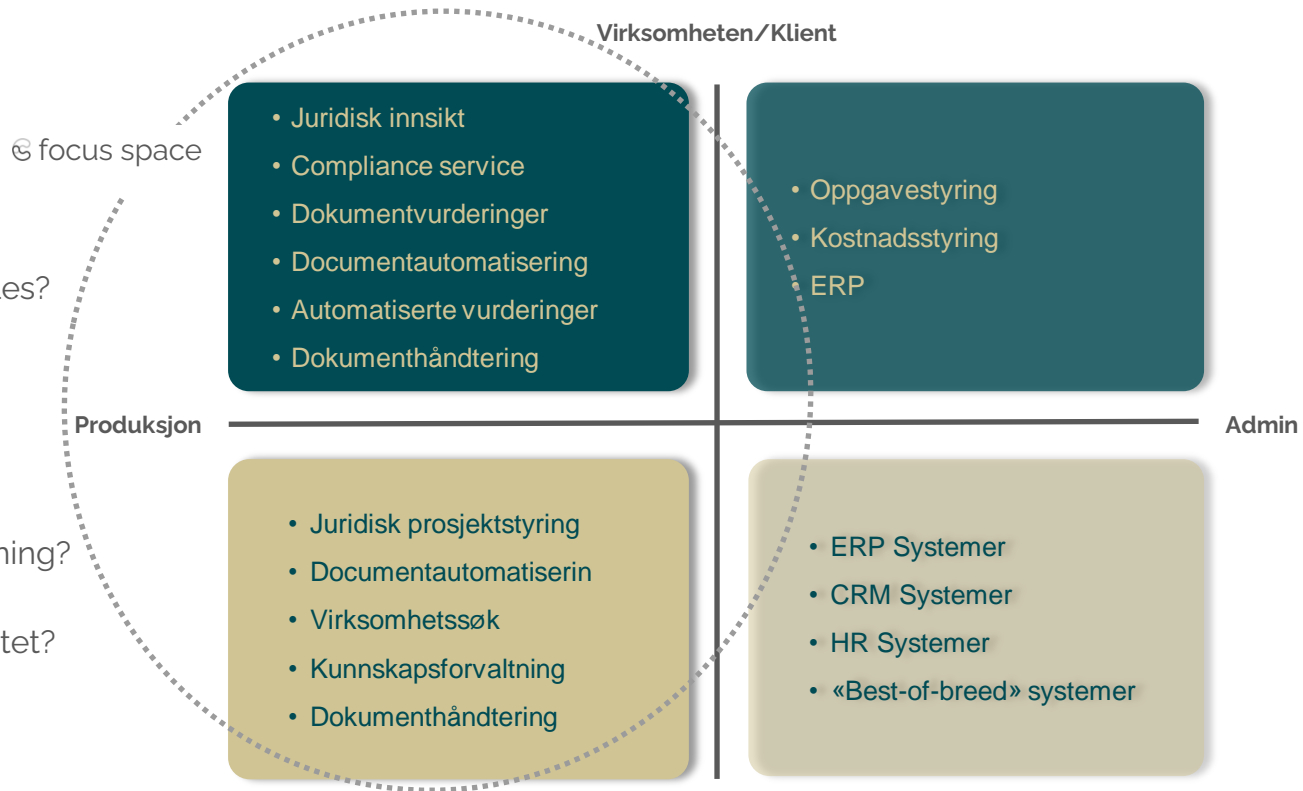 Virksomheten/Klient
focus space
• Juridisk innsikt
• Compliance service
• Dokumentvurderinger
• Documentautomatisering
• Automatiserte vurderinger
• Dokumenthåndtering
• Oppgavestyring
• Kostnadsstyring
• ERP
les?
Produksjon
Admin
ning?
tet?
• Juridisk prosjektstyring
• Documentautomatiserin
• Virksomhetssøk
• Kunnskapsforvaltning
• Dokumenthåndtering
• ERP Systemer
• CRM Systemer
• HR Systemer
• «Best-of-breed» systemer